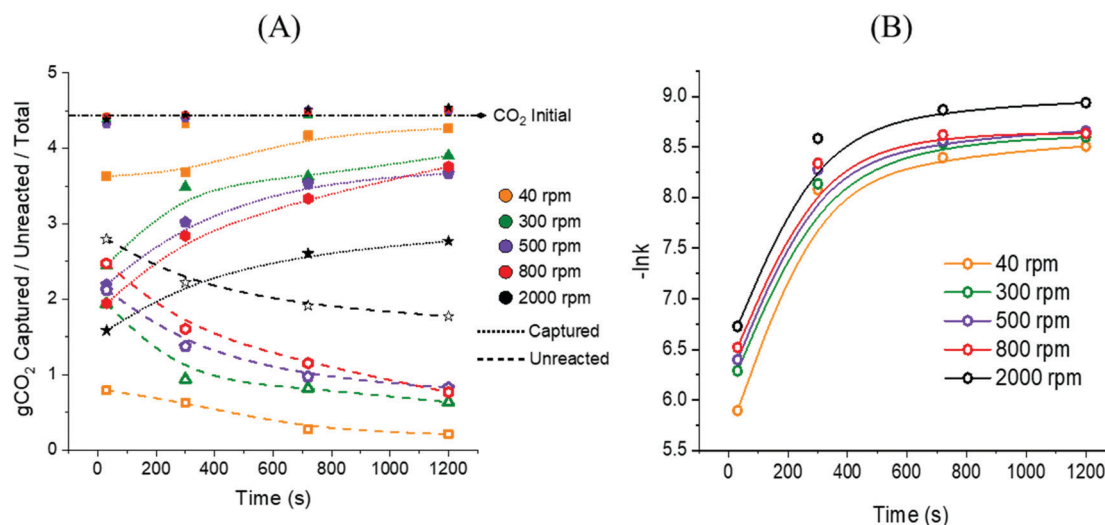 (A)
gCO₂ Captured / Unreacted / Total
5
4
3
2
1
0
0
200
400
600
800
1000
1200
Time (s)
CO₂ Initial
40 rpm
300 rpm
500 rpm
800 rpm
2000 rpm
Captured
Unreacted
(B)
-lnk
9.0
8.5
8.0
7.5
7.0
6.5
6.0
5.5
0
200
400
600
800
1000
1200
Time (s)
40 rpm
300 rpm
500 rpm
800 rpm
2000 rpm